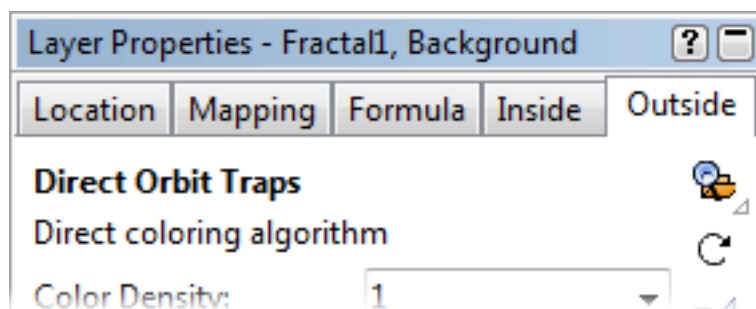 Layer Properties - Fractal1, Background ?
Location Mapping Formula Inside Outside
Direct Orbit Traps
Direct coloring algorithm
Color Density: 1